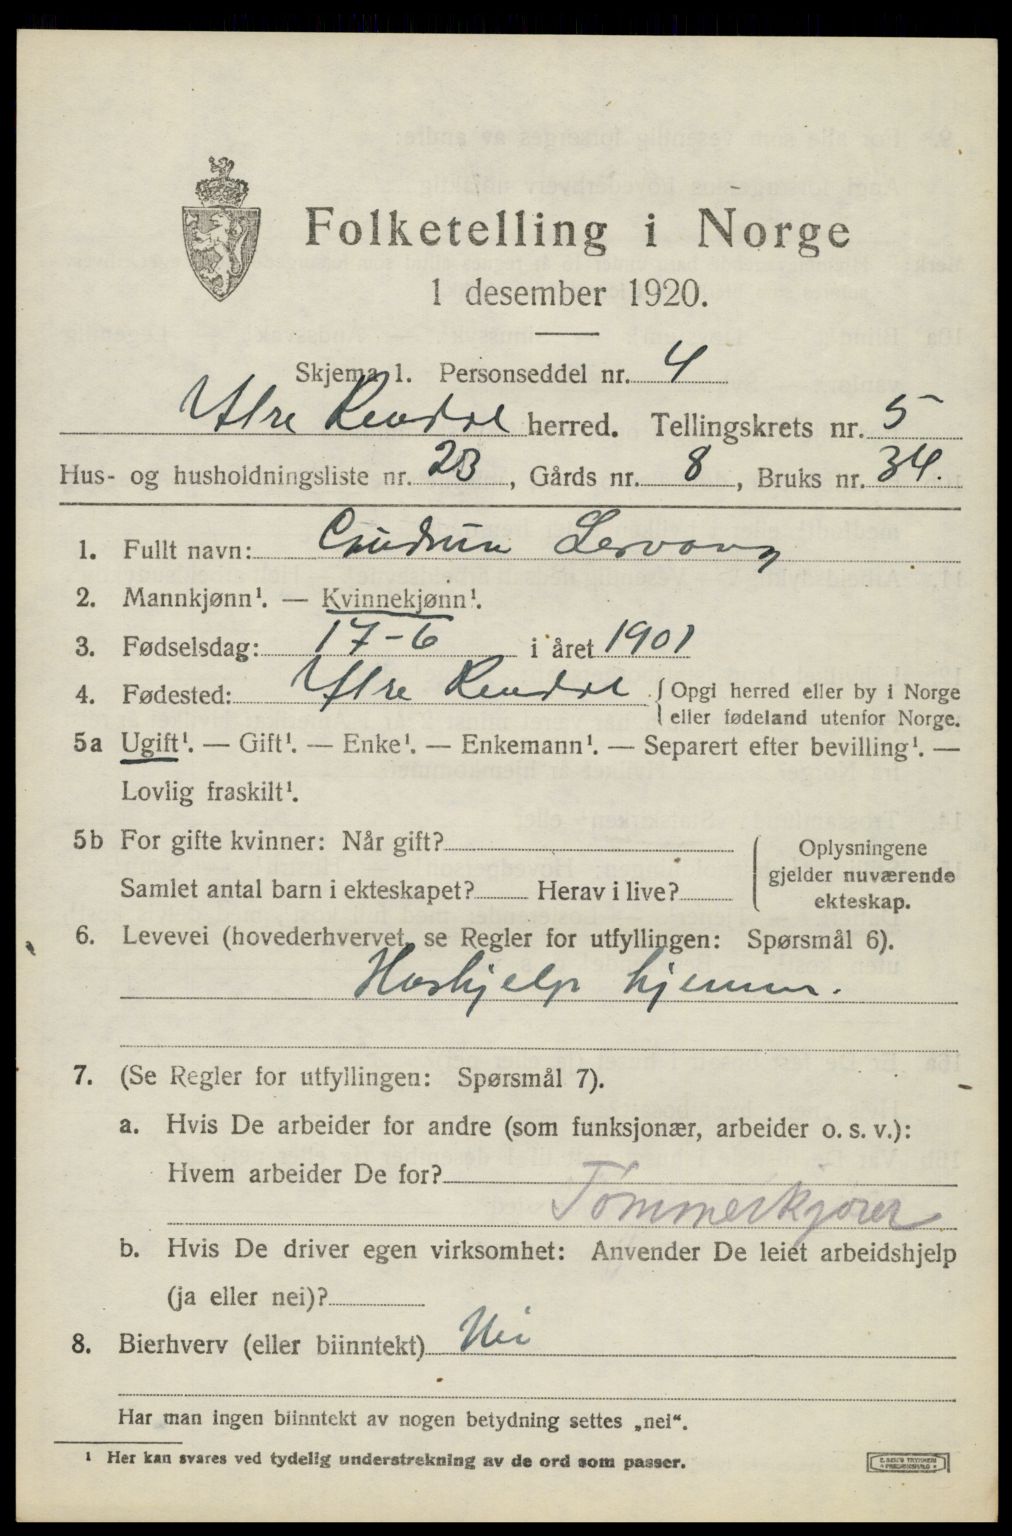 Folketelling i Norge
1 desember 1920.
Skjema 1. Personseddel nr. 4
Ytre Rendal herred. Tellingskrets nr. 5
Hus- og husholdningsliste nr. 23, Gårds nr. 8, Bruks nr. 34.
1. Fullt navn: Gudrun Lervang
2. Mannkjønn¹. — Kvinnekjønn¹.
3. Fødselsdag: 17-6 i året 1901
4. Fødested: Ytre Rendal {Opgi herred eller by i Norge
eller fødeland utenfor Norge.
5a Ugift¹. — Gift¹. — Enke¹. — Enkemann¹. — Separert efter bevilling¹. —
Lovlig fraskilt¹.
5b For gifte kvinner: Når gift?
Samlet antal barn i ekteskapet? Herav i live?
Oplysningene
gjelder nuværende
ekteskap.
6. Levevei (hovederhvervet, se Regler for utfyllingen: Spørsmål 6).
Hushjelp hjemme.
7. (Se Regler for utfyllingen: Spørsmål 7).
a. Hvis De arbeider for andre (som funksjonær, arbeider o. s. v.):
Hvem arbeider De for?
Tømmerkjører
b. Hvis De driver egen virksomhet: Anvender De leiet arbeidshjelp
(ja eller nei)?
8. Bierhverv (eller biinntekt) Nei
Har man ingen biinntekt av nogen betydning settes „nei“.
¹ Her kan svares ved tydelig understrekning av de ord som passer.